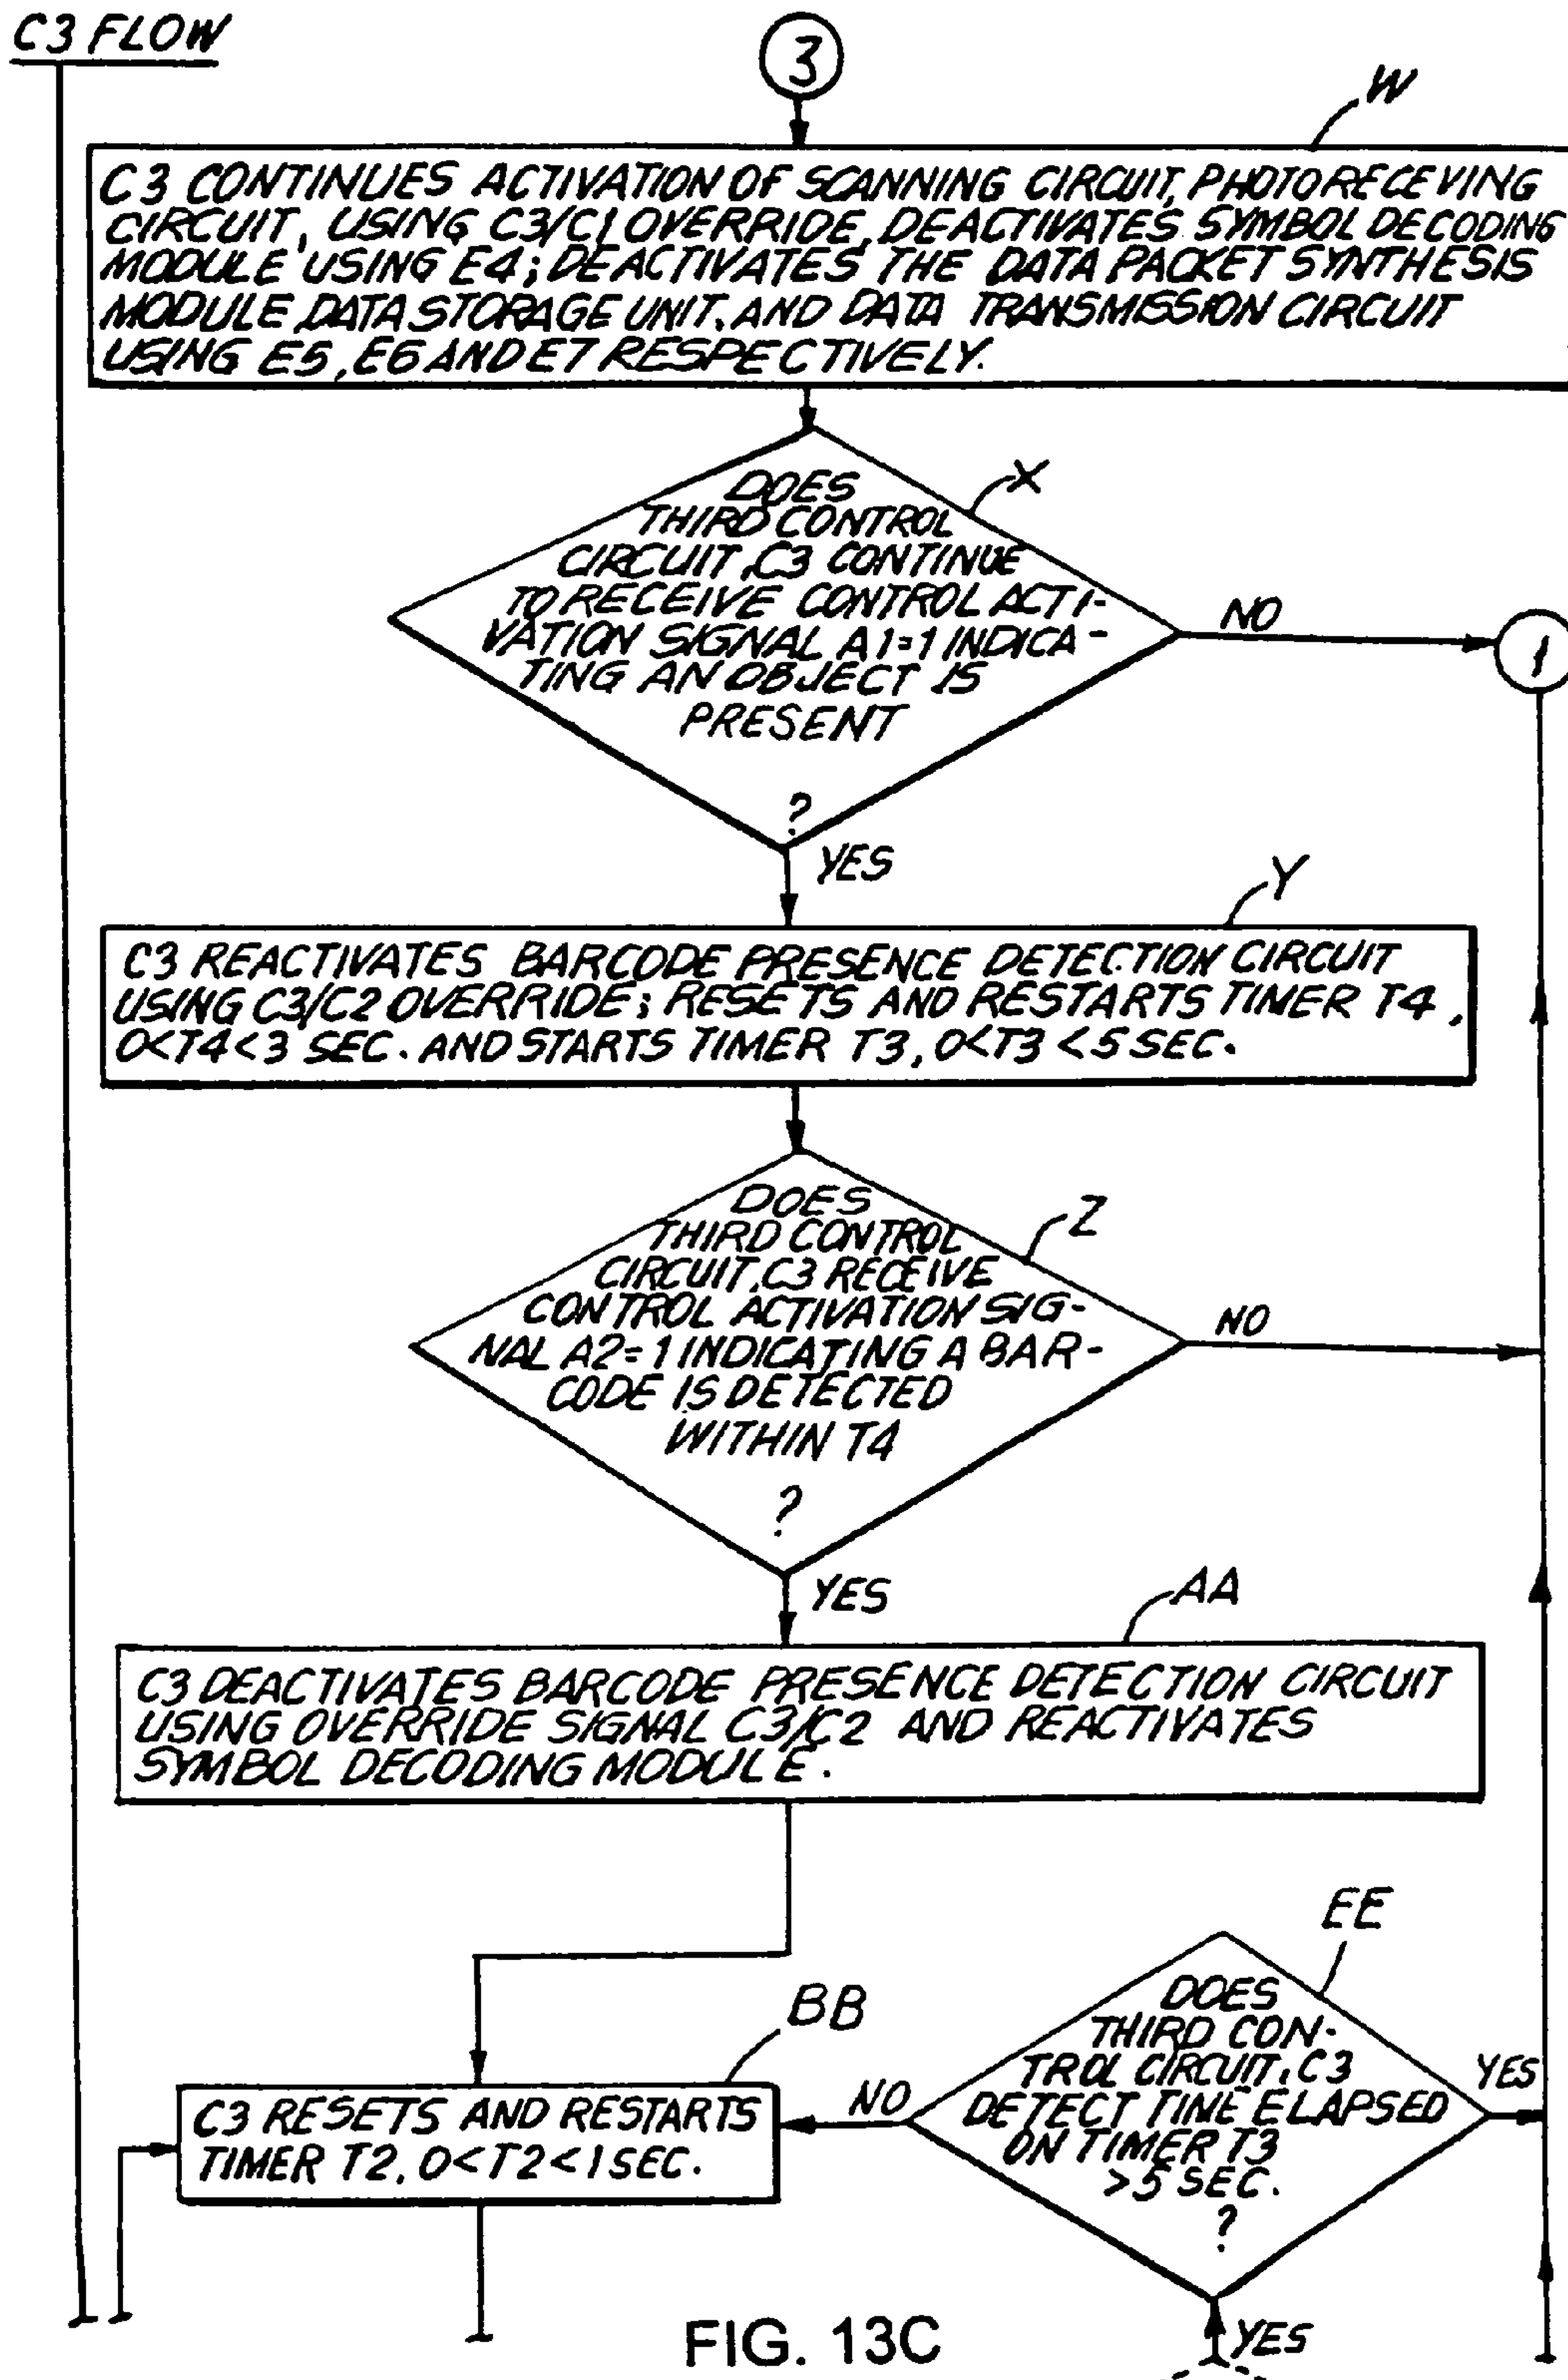 C3 FLOW
3
W
C3 CONTINUES ACTIVATION OF SCANNING CIRCUIT, PHOTORECEVING
CIRCUIT, USING C3/C1 OVERRIDE, DEACTIVATES SYMBOL DECODING
MODULE USING E4; DEACTIVATES THE DATA PACKET SYNTHESIS
MODULE, DATA STORAGE UNIT, AND DATA TRANSMISSION CIRCUIT
USING E5, E6 AND E7 RESPECTIVELY.
X
DOES
THIRD CONTROL
CIRCUIT, C3 CONTINUE
TO RECEIVE CONTROL ACTI-
VATION SIGNAL A1=1 INDICA-
TING AN OBJECT IS
PRESENT
?
NO
1
YES
Y
C3 REACTIVATES BARCODE PRESENCE DETECTION CIRCUIT
USING C3/C2 OVERRIDE; RESETS AND RESTARTS TIMER T4,
0<T4<3 SEC. AND STARTS TIMER T3, 0<T3<5 SEC.
Z
DOES
THIRD CONTROL
CIRCUIT, C3 RECEIVE
CONTROL ACTIVATION SIG-
NAL A2=1 INDICATING A BAR-
CODE IS DETECTED
WITHIN T4
?
NO
YES
AA
C3 DEACTIVATES BARCODE PRESENCE DETECTION CIRCUIT
USING OVERRIDE SIGNAL C3/C2 AND REACTIVATES
SYMBOL DECODING MODULE.
BB
C3 RESETS AND RESTARTS
TIMER T2, 0<T2<1 SEC.
NO
EE
DOES
THIRD CON-
TROL CIRCUIT, C3
DETECT TIME ELAPSED
ON TIMER T3
>5 SEC.
?
YES
YES
FIG. 13C